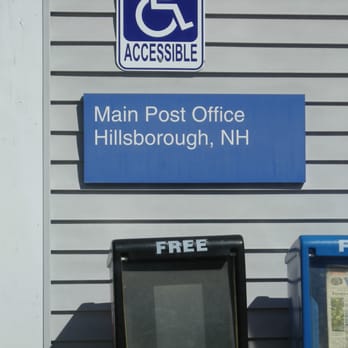 ACCESSIBLE
Main Post Office
Hillsborough, NH
FREE
F